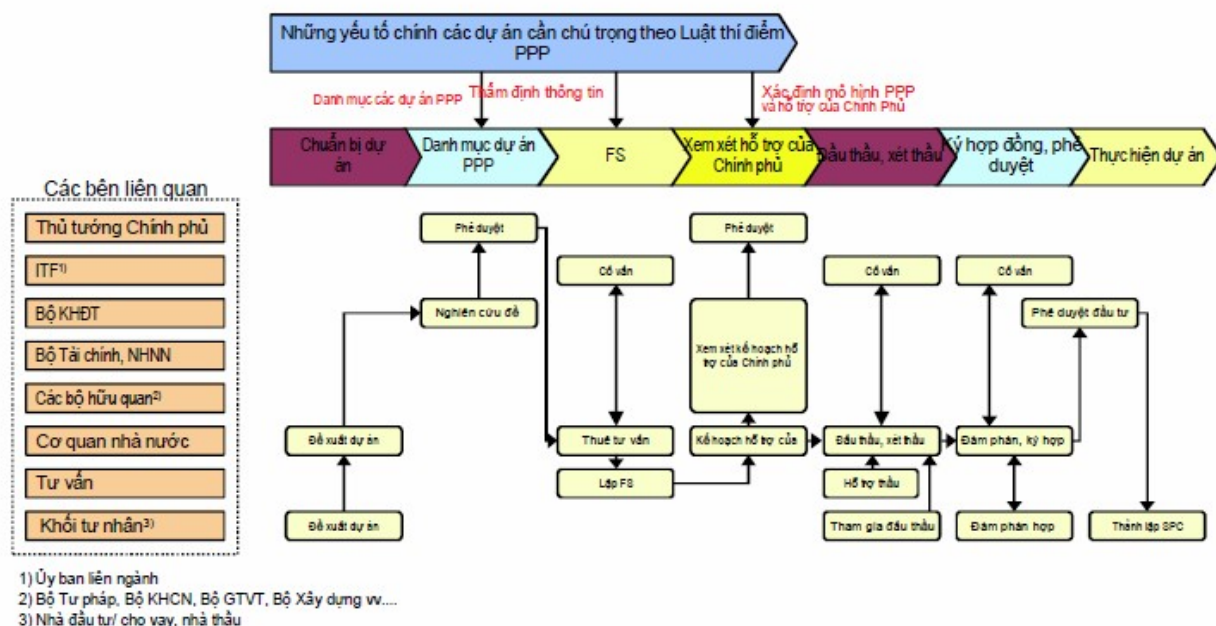 Những yếu tố chính các dự án cần chú trọng theo Luật thí điểm
PPP
Danh mục các dự án PPP
Thẩm định thông tin
Xác định mô hình PPP
và hỗ trợ của Chính Phủ
Chuẩn bị dự
án
Danh mục dự án
PPP
FS
Xem xét hỗ trợ của
Chính phủ
Đầu thầu, xét thầu
Ký hợp đồng, phê
duyệt
Thực hiện dự án
Các bên liên quan
Thủ tướng Chính phủ
ITF1)
Bộ KHĐT
Bộ Tài chính, NHNN
Các bộ hữu quan2)
Cơ quan nhà nước
Tư vấn
Khối tư nhân3)
Phê duyệt
Phê duyệt
Cố vấn
Cố vấn
Cố vấn
Nghiên cứu đề
Phê duyệt đầu tư
Xem xét kế hoạch hỗ
trợ của Chính phủ
Đề xuất dự án
Thuê tư vấn
Kế hoạch hỗ trợ của
Đấu thầu, xét thầu
Đàm phán, ký hợp
Lập FS
Hỗ trợ thầu
Đề xuất dự án
Tham gia đấu thầu
Đàm phán hợp
Thành lập SPC
1) Ủy ban liên ngành
2) Bộ Tư pháp, Bộ KHCN, Bộ GTVT, Bộ Xây dựng vv....
3) Nhà đầu tư/ cho vay, nhà thầu